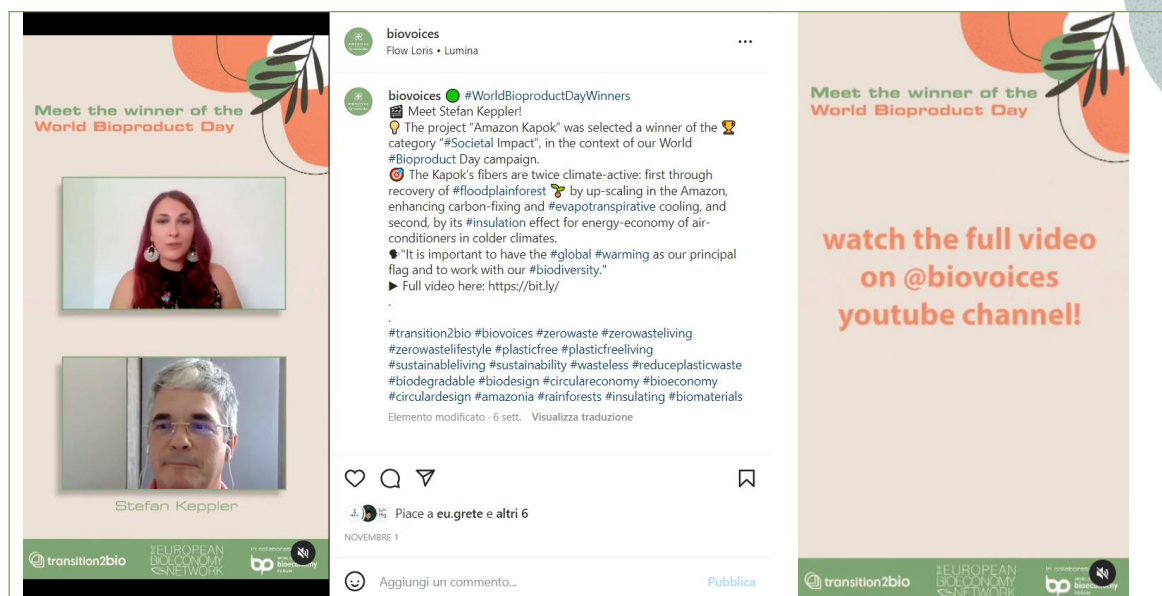 Meet the winner of the
World Bioproduct Day
Stefan Keppler
transition2bio
EUROPEAN
BIOECONOMY
NETWORK
In collaboration
bp
biovoices
Flow Loris • Lumina
biovoices 🟢 #WorldBioproductDayWinners
🎬 Meet Stefan Keppler!
💡 The project “Amazon Kapok” was selected a winner of the 🏆
category “#Societal Impact”, in the context of our World
#Bioproduct Day campaign.
🎯 The Kapok's fibers are twice climate-active: first through
recovery of #floodplainforest 🌱 by up-scaling in the Amazon,
enhancing carbon-fixing and #evapotranspirative cooling, and
second, by its #insulation effect for energy-economy of air-
conditioners in colder climates.
🗣"It is important to have the #global #warming as our principal
flag and to work with our #biodiversity."
▶ Full video here: https://bit.ly/
.
.
#transition2bio #biovoices #zerowaste #zerowasteliving
#zerowastelifestyle #plasticfree #plasticfreeliving
#sustainableliving #sustainability #wasteless #reduceplasticwaste
#biodegradable #biodesign #circulareconomy #bioeconomy
#circulardesign #amazonia #rainforests #insulating #biomaterials
Elemento modificato · 6 sett. Visualizza traduzione
Piace a eu.grete e altri 6
NOVEMBRE 1
Aggiungi un commento...
Pubblica
Meet the winner of the
World Bioproduct Day
watch the full video
on @biovoices
youtube channel!
transition2bio
EUROPEAN
BIOECONOMY
NETWORK
bp